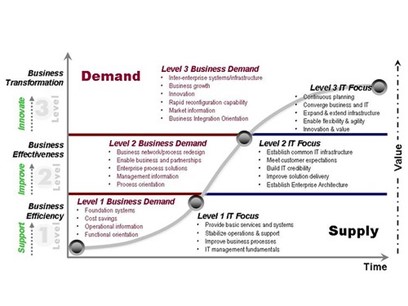 Business
Transformation
Innovate
3
Level
Business
Effectiveness
Improve
2
Level
Business
Efficiency
Support
1
Level
Demand
Level 3 Business Demand
• Inter-enterprise systems/infrastructure
• Business growth
• Innovation
• Rapid reconfiguration capability
• Market information
• Business Integration Orientation
Level 3 IT Focus
• Continuous planning
• Converge business and IT
• Expand & extend infrastructure
• Enable flexibility & agility
• Innovation & value
Level 2 Business Demand
• Business network/process redesign
• Enable business and partnerships
• Enterprise process solutions
• Management information
• Process orientation
Level 2 IT Focus
• Establish common IT infrastructure
• Meet customer expectations
• Build IT credibility
• Improve solution delivery
• Establish Enterprise Architecture
Level 1 Business Demand
• Foundation systems
• Cost savings
• Operational information
• Functional orientation
Level 1 IT Focus
• Provide basic services and systems
• Stabilize operations & support
• Improve business processes
• IT management fundamentals
Supply
Value
Time